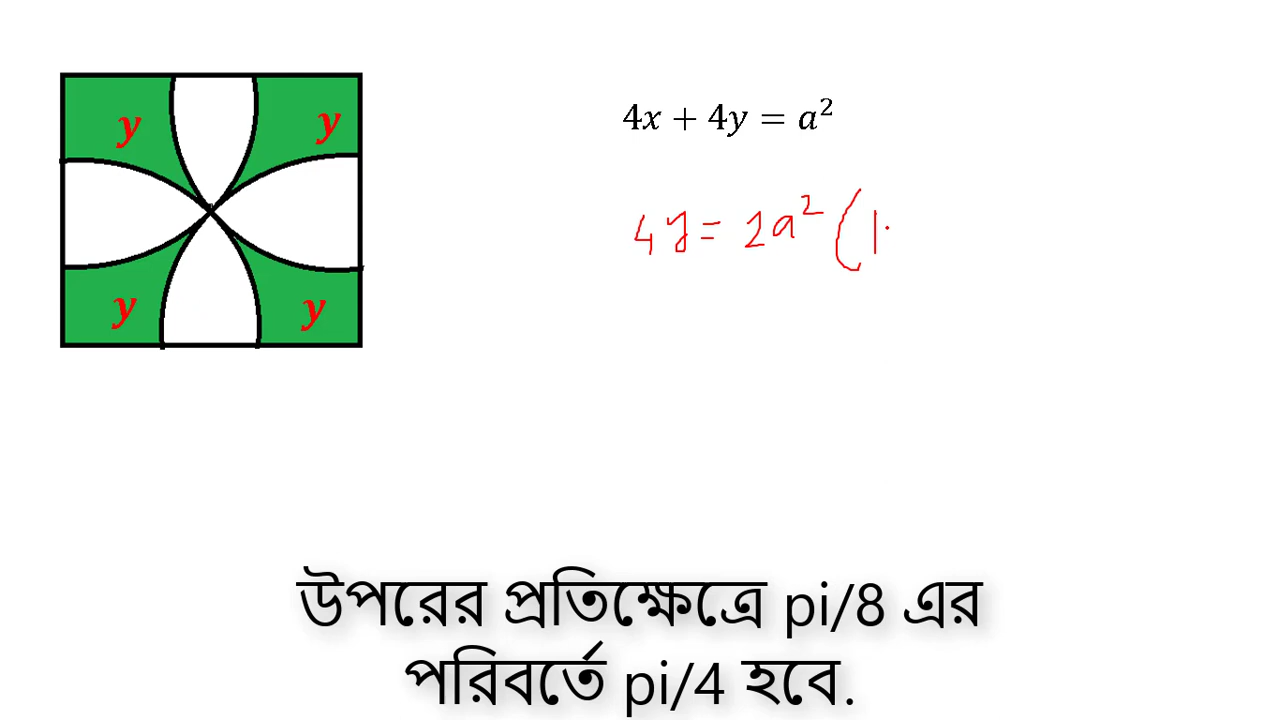 y y
4x + 4y = a²
4y = 2a² (1-
y y
উপরের প্রতিক্ষেত্রে pi/8 এর
পরিবর্তে pi/4 হবে.